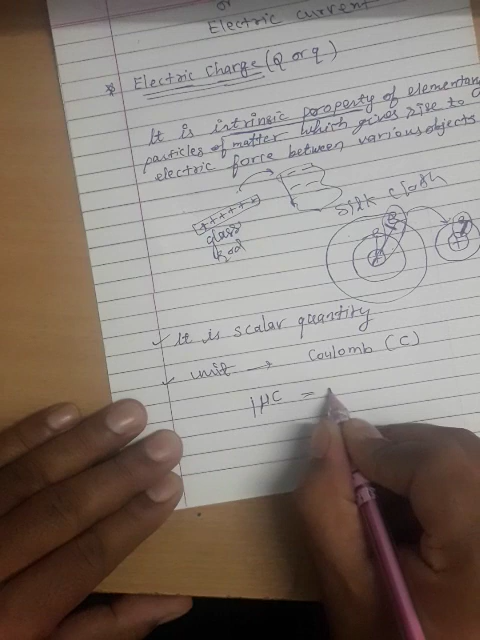 or
Electric current
* Electric Charge (Q or q)
It is intrinsic property of elementary
particles of matter which gives rise to
electric force between various objects
silk cloth
+++++
glass
Rod
✓ it is scalar quantity
✓ unit → Coulomb (C)
1μC =